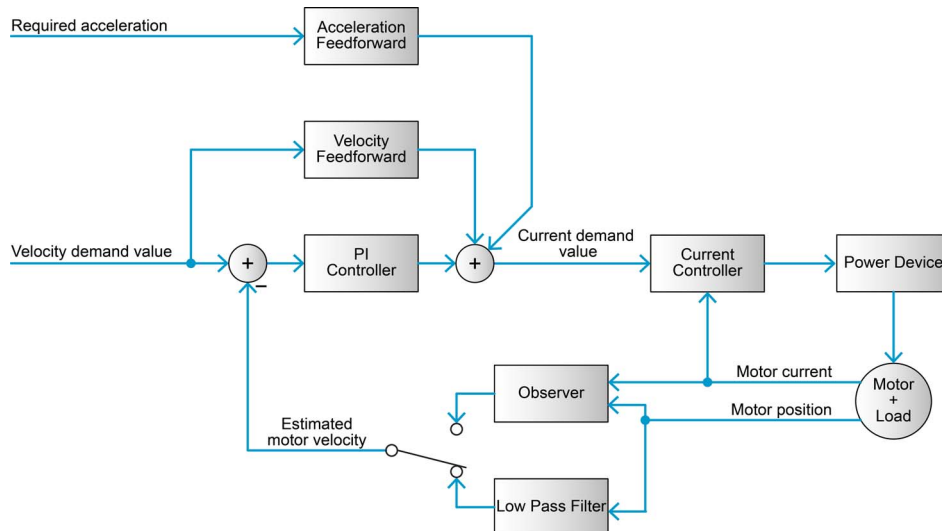 Required acceleration
Acceleration
Feedforward
Velocity
Feedforward
Velocity demand value
+
−
PI
Controller
+
Current demand
value
Current
Controller
Power Device
Motor current
Motor
+
Load
Motor position
Observer
Estimated
motor velocity
Low Pass Filter